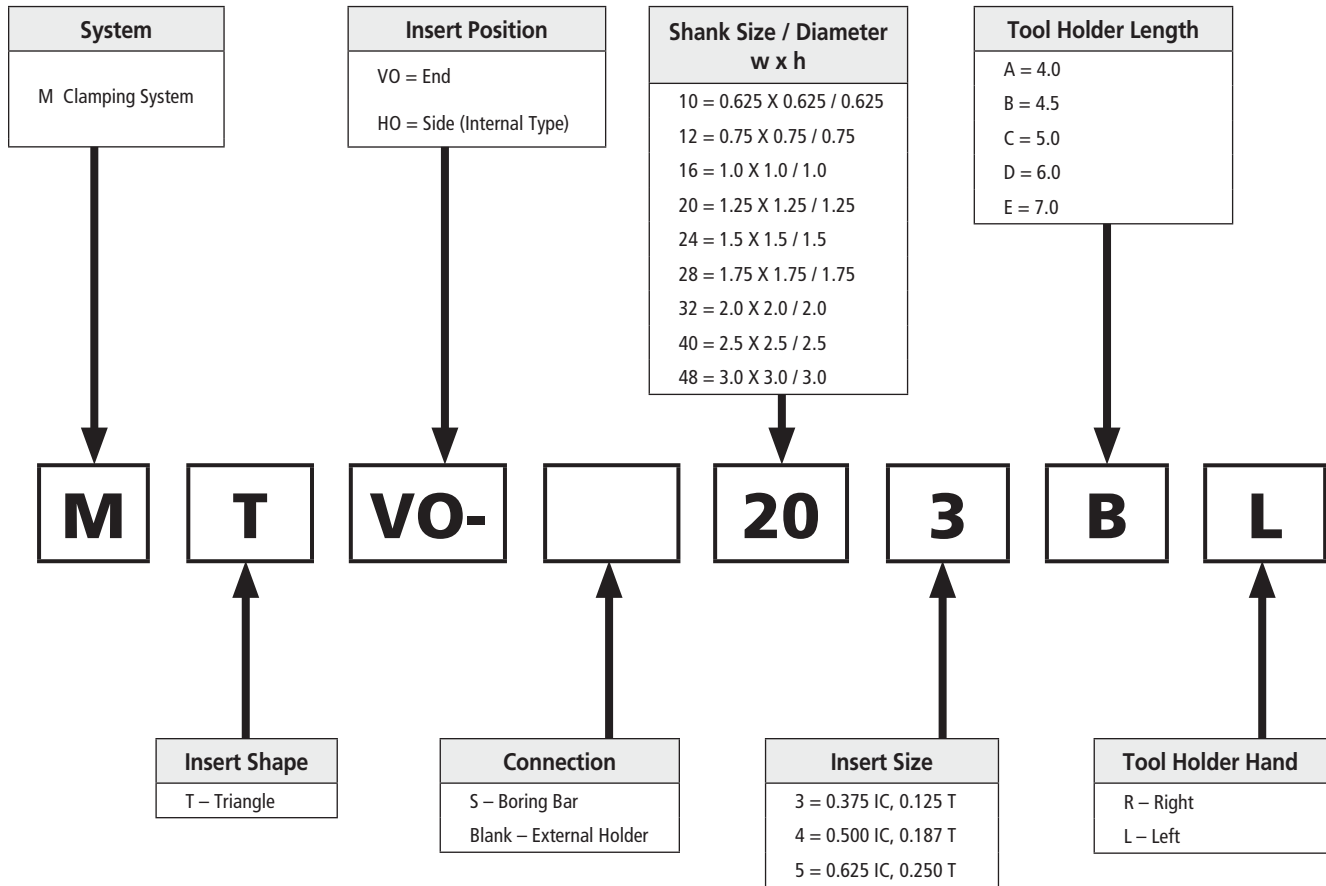 System
M Clamping System
Insert Position
VO = End
HO = Side (Internal Type)
Shank Size / Diameter
w x h
10 = 0.625 X 0.625 / 0.625
12 = 0.75 X 0.75 / 0.75
16 = 1.0 X 1.0 / 1.0
20 = 1.25 X 1.25 / 1.25
24 = 1.5 X 1.5 / 1.5
28 = 1.75 X 1.75 / 1.75
32 = 2.0 X 2.0 / 2.0
40 = 2.5 X 2.5 / 2.5
48 = 3.0 X 3.0 / 3.0
Tool Holder Length
A = 4.0
B = 4.5
C = 5.0
D = 6.0
E = 7.0
M T VO- 20 3 B L
Insert Shape
T – Triangle
Connection
S – Boring Bar
Blank – External Holder
Insert Size
3 = 0.375 IC, 0.125 T
4 = 0.500 IC, 0.187 T
5 = 0.625 IC, 0.250 T
Tool Holder Hand
R – Right
L – Left